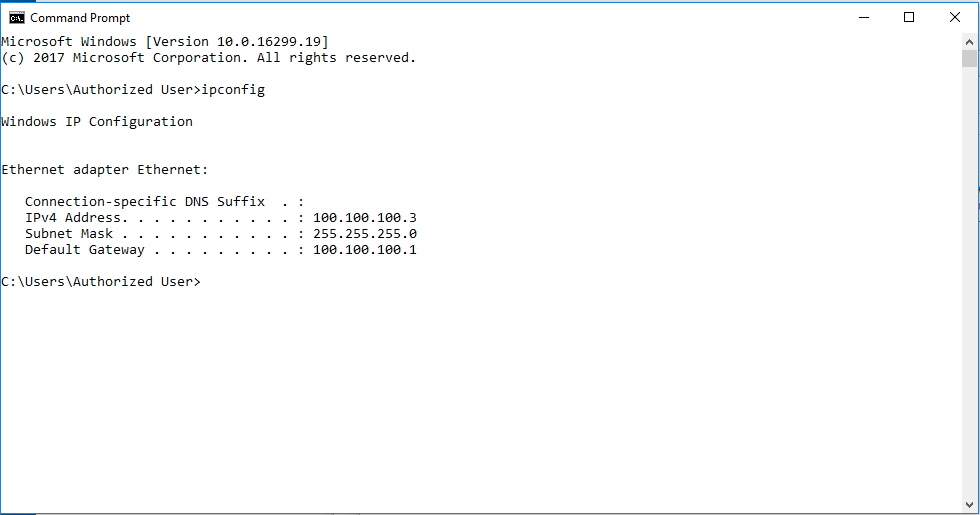 Command Prompt
Microsoft Windows [Version 10.0.16299.19]
(c) 2017 Microsoft Corporation. All rights reserved.
C:\Users\Authorized User>ipconfig
Windows IP Configuration
Ethernet adapter Ethernet:
   Connection-specific DNS Suffix  . :
   IPv4 Address. . . . . . . . . . . : 100.100.100.3
   Subnet Mask . . . . . . . . . . . : 255.255.255.0
   Default Gateway . . . . . . . . . : 100.100.100.1
C:\Users\Authorized User>